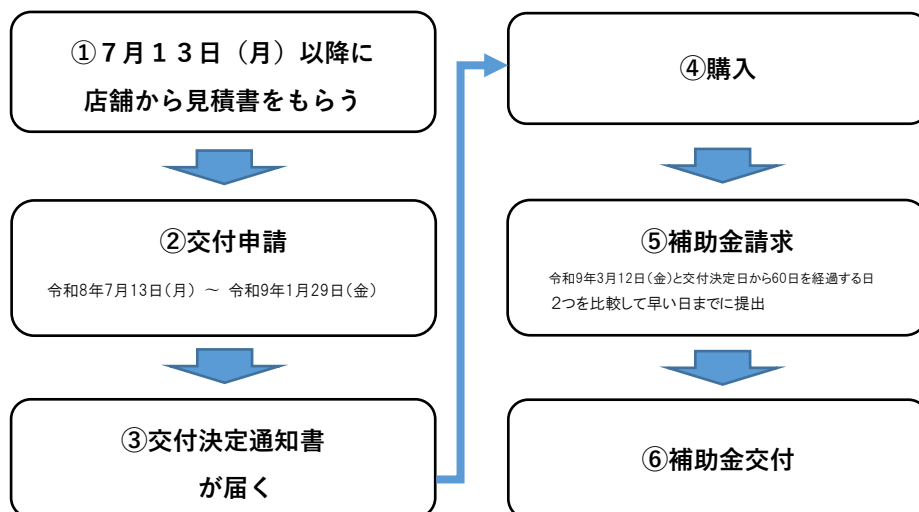 ①７月１３日（月）以降に
店舗から見積書をもらう
②交付申請
令和8年7月13日(月) ～ 令和9年1月29日(金)
③交付決定通知書
が届く
④購入
⑤補助金請求
令和9年3月12日(金)と交付決定日から60日を経過する日
２つを比較して早い日までに提出
⑥補助金交付